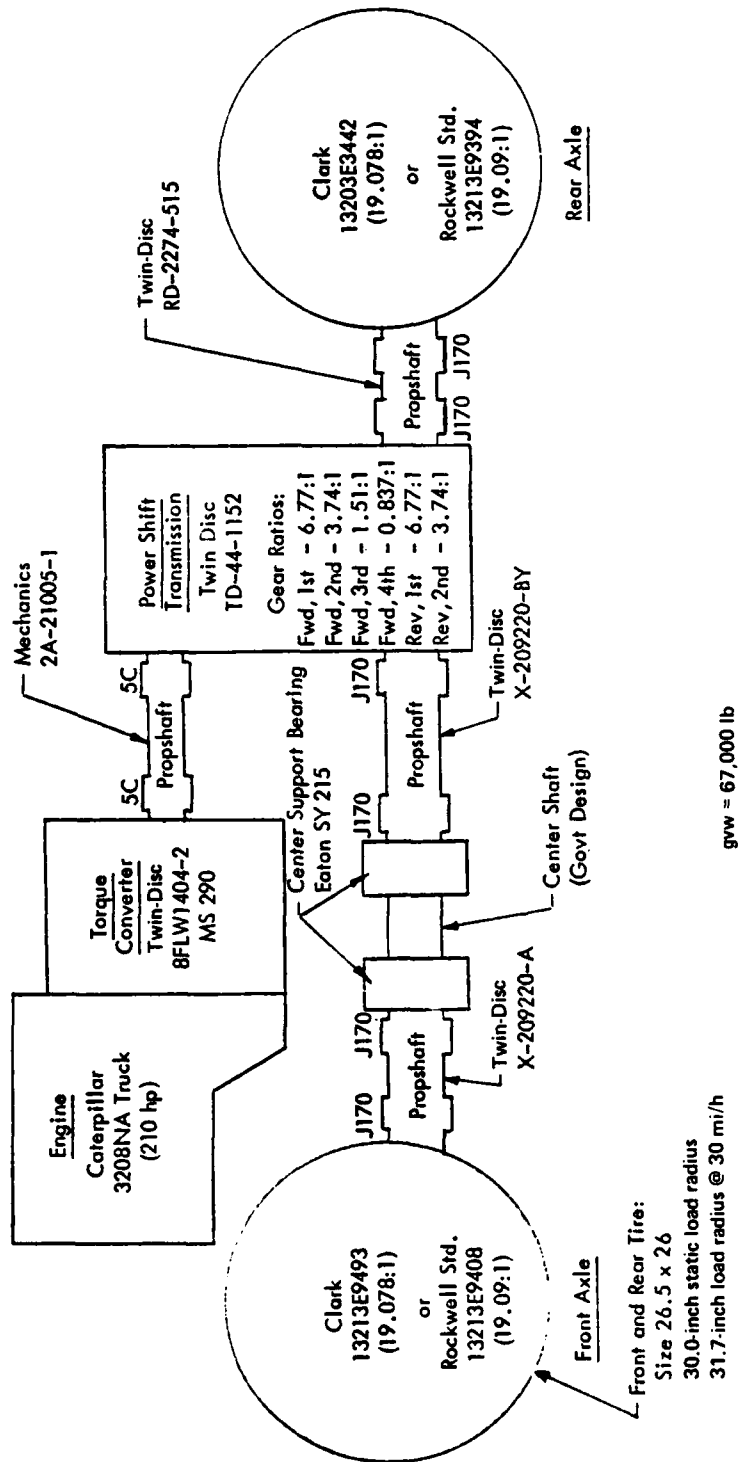 Engine
Caterpillar
3208NA Truck
(210 hp)
Torque
Converter
Twin-Disc
8FLW1404-2
MS 290
Mechanics
2A-21005-1
5C
Propshaft
5C
Power Shift
Transmission
Twin Disc
TD-44-1152
Gear Ratios:
Fwd, 1st - 6.77:1
Fwd, 2nd - 3.74:1
Fwd, 3rd - 1.51:1
Fwd, 4th - 0.837:1
Rev, 1st - 6.77:1
Rev, 2nd - 3.74:1
Twin-Disc
RD-2274-515
J170
Propshaft
J170
Clark
13203E3442
(19.078:1)
or
Rockwell Std.
13213E9394
(19.09:1)
Rear Axle
Center Support Bearing
Eaton SY 215
J170
Propshaft
J170
Twin-Disc
X-209220-BY
Center Shaft
(Govt Design)
J170
Propshaft
J170
Twin-Disc
X-209220-A
Clark
13213E9493
(19.078:1)
or
Rockwell Std.
13213E9408
(19.09:1)
Front Axle
Front and Rear Tire:
Size 26.5 x 26
30.0-inch static load radius
31.7-inch load radius @ 30 mi/h
gvw = 67,000 lb